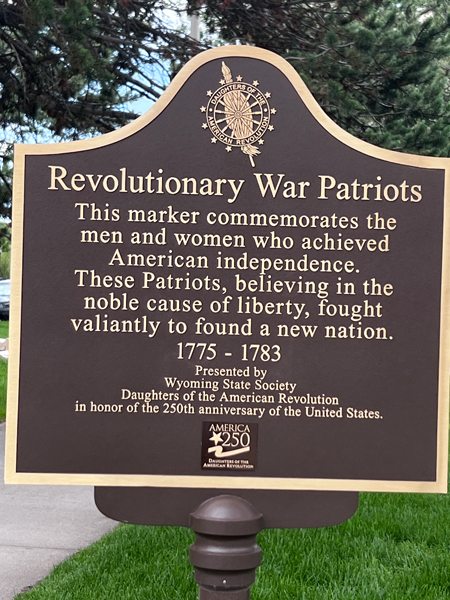 DAUGHTERS OF THE
AMERICAN REVOLUTION
Revolutionary War Patriots
This marker commemorates the
men and women who achieved
American independence.
These Patriots, believing in the
noble cause of liberty, fought
valiantly to found a new nation.
1775 - 1783
Presented by
Wyoming State Society
Daughters of the American Revolution
in honor of the 250th anniversary of the United States.
AMERICA
250
DAUGHTERS OF THE
AMERICAN REVOLUTION